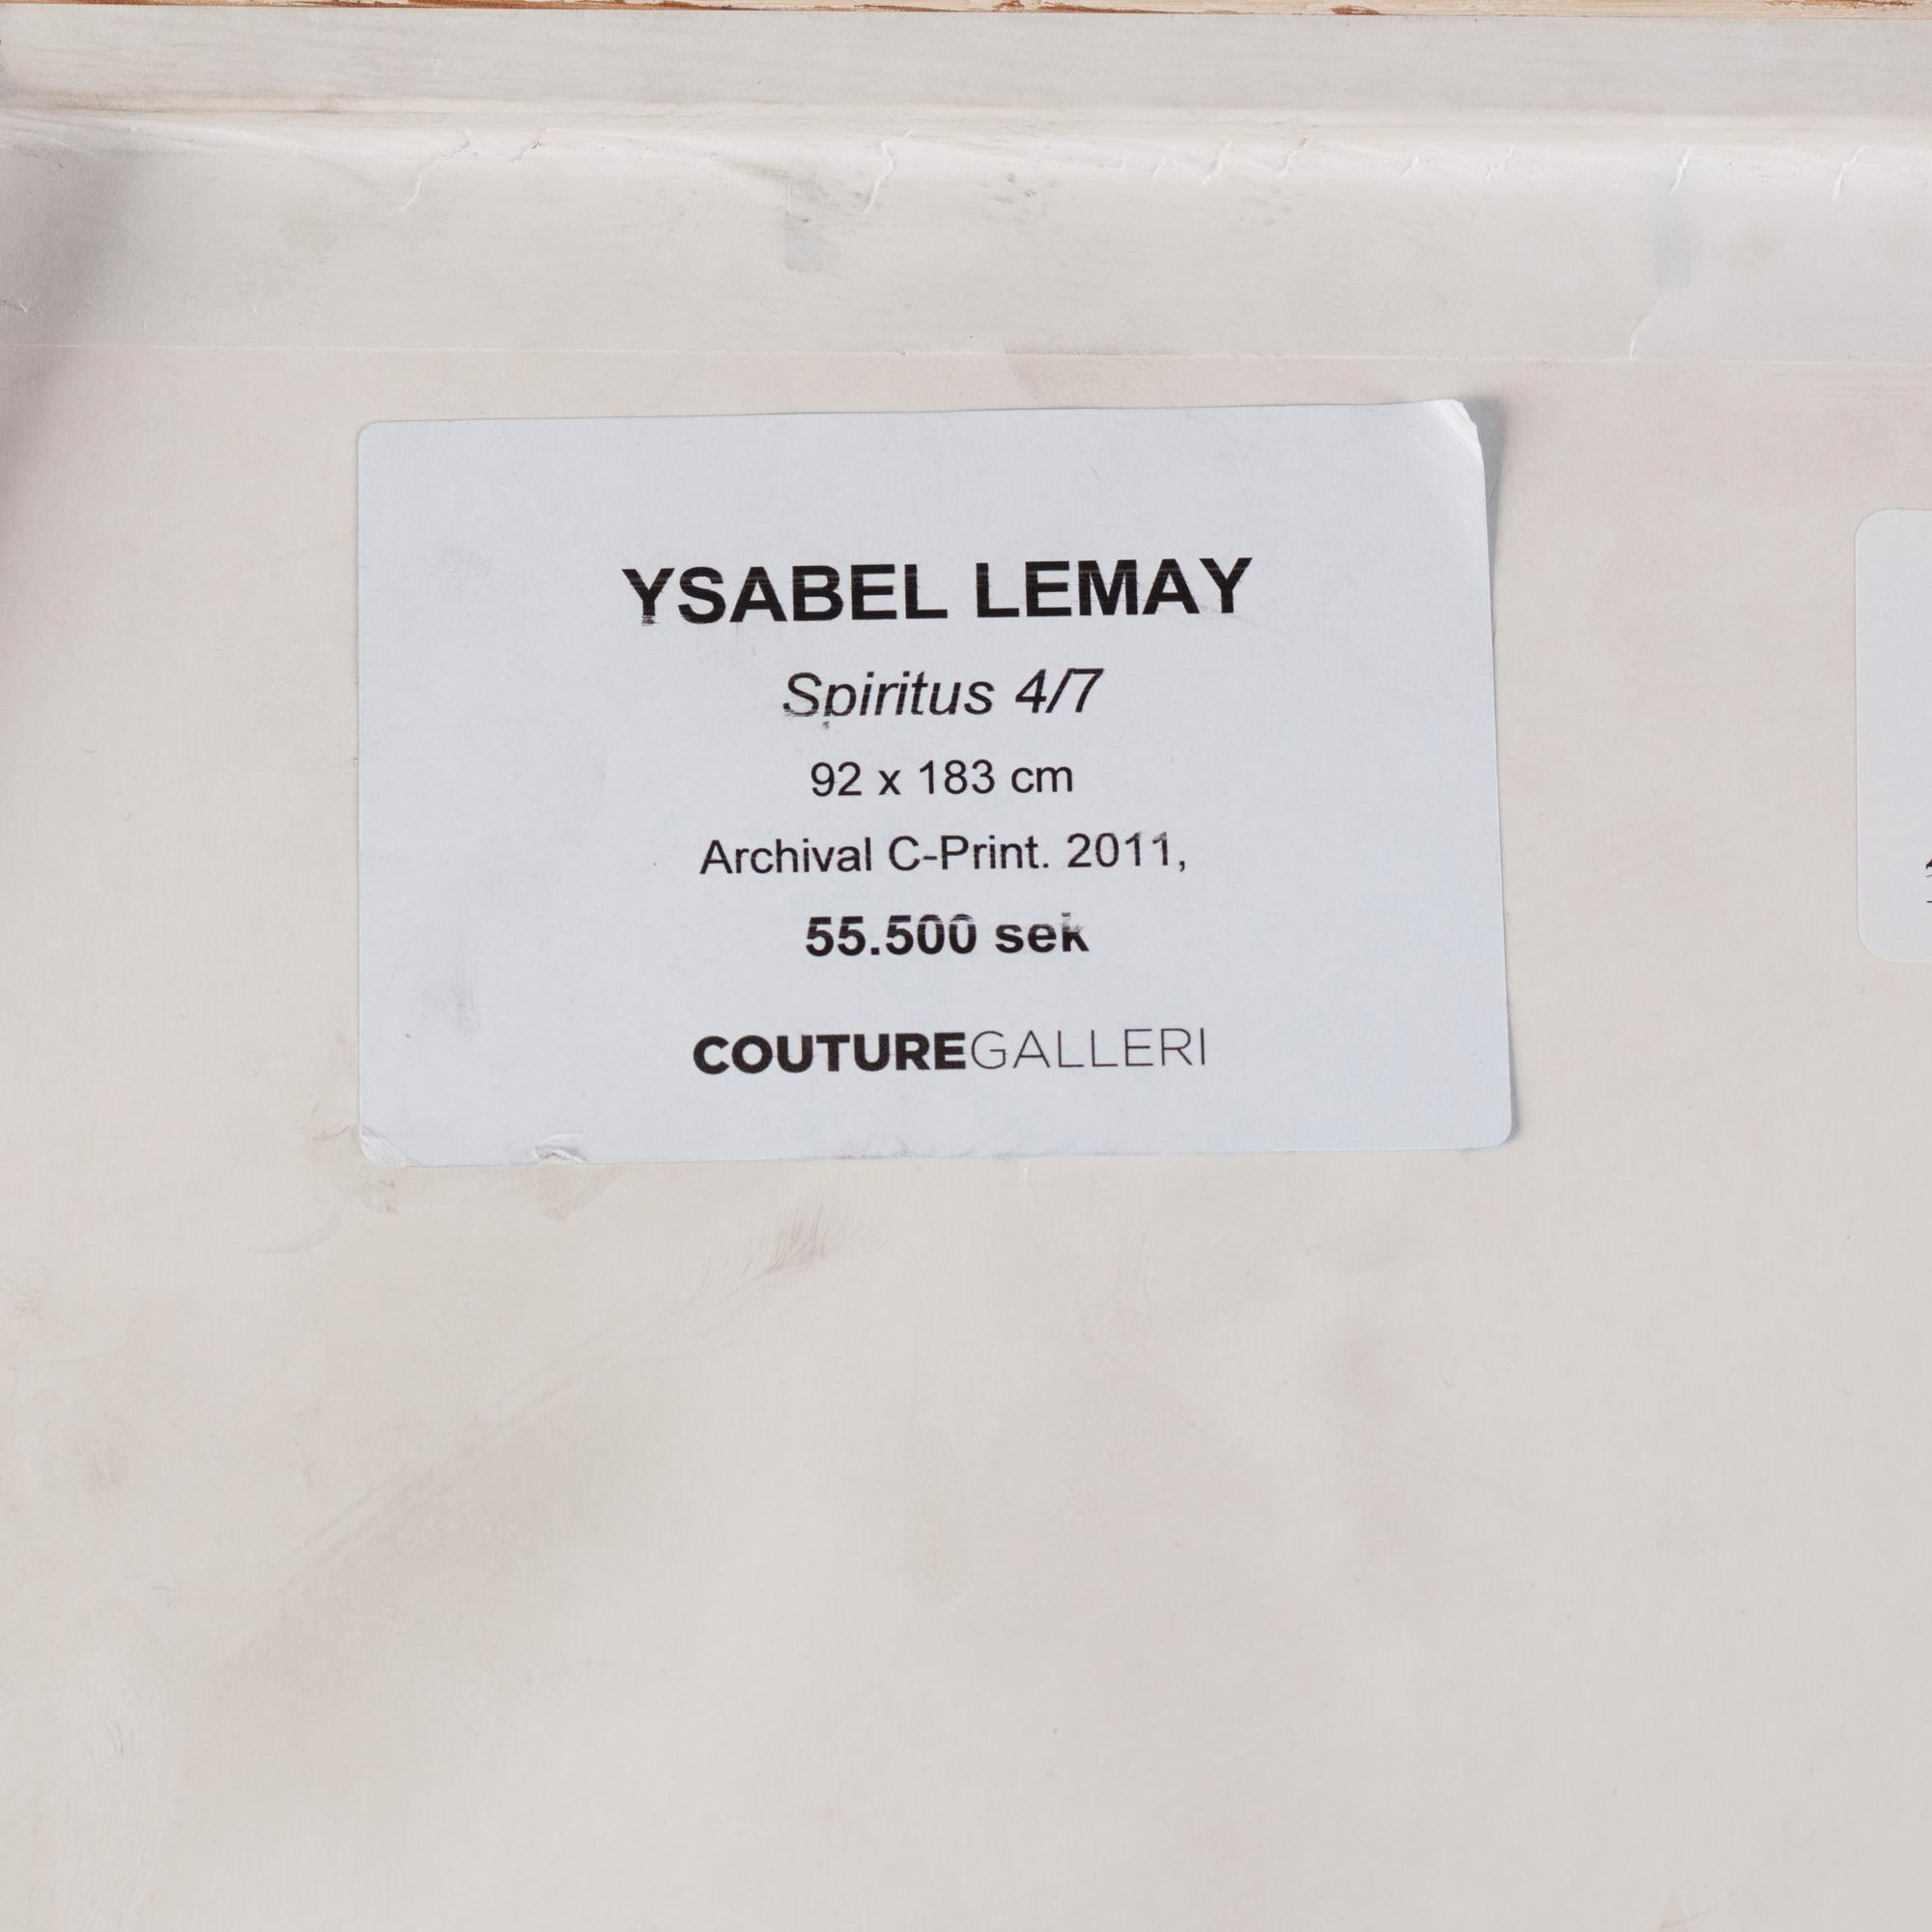 YSABEL LEMAY
Spiritus 4/7
92 x 183 cm
Archival C-Print. 2011,
55.500 sek
COUTUREGALLERI